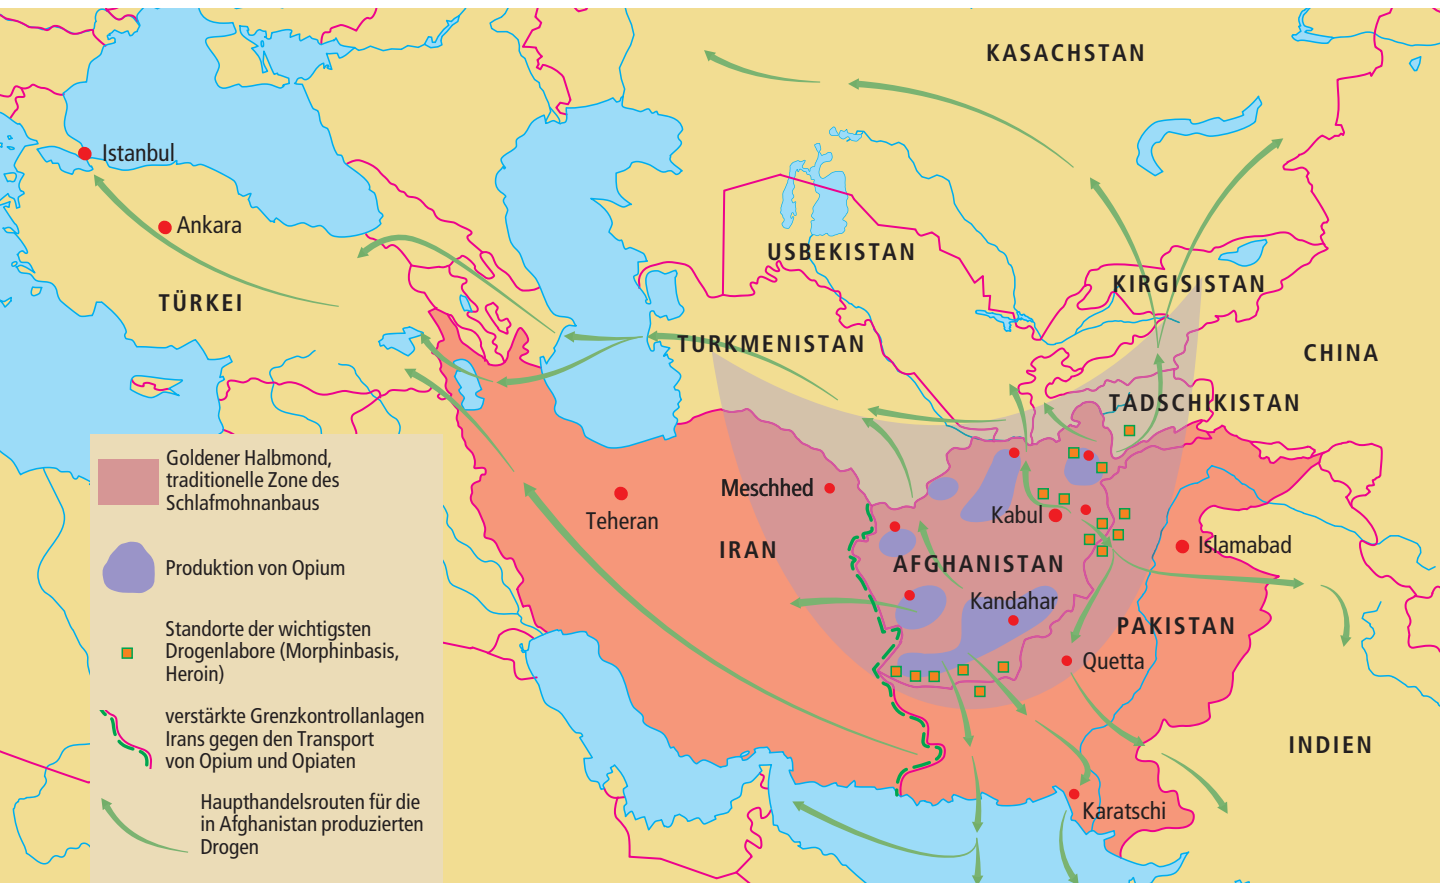 KASACHSTAN
Istanbul
Ankara
USBEKISTAN
KIRGISISTAN
TÜRKEI
TURKMENISTAN
CHINA
TADSCHIKISTAN
Meschhed
Teheran
Kabul
IRAN
Islamabad
AFGHANISTAN
Kandahar
PAKISTAN
Quetta
INDIEN
Karatschi
Goldener Halbmond,
traditionelle Zone des
Schlafmohnanbaus
Produktion von Opium
Standorte der wichtigsten
Drogenlabore (Morphinbasis,
Heroin)
verstärkte Grenzkontrollanlagen
Irans gegen den Transport
von Opium und Opiaten
Haupthandelsrouten für die
in Afghanistan produzierten
Drogen